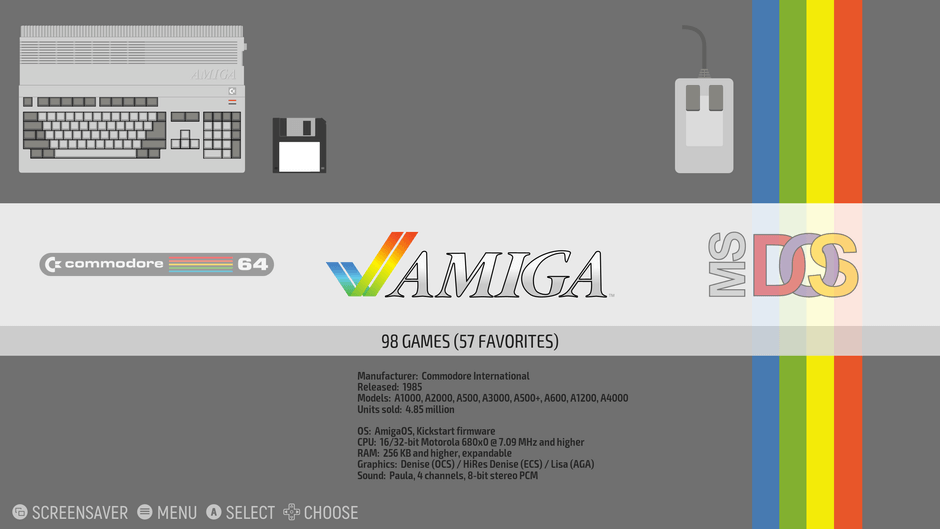 AMIGA
commodore 64
AMIGA
MS DOS
98 GAMES (57 FAVORITES)
Manufacturer: Commodore International
Released: 1985
Models: A1000, A2000, A500, A3000, A500+, A600, A1200, A4000
Units sold: 4.85 million
OS: AmigaOS, Kickstart firmware
CPU: 16/32-bit Motorola 680x0 @ 7.09 MHz and higher
RAM: 256 KB and higher, expandable
Graphics: Denise (OCS) / HiRes Denise (ECS) / Lisa (AGA)
Sound: Paula, 4 channels, 8-bit stereo PCM
SCREENSAVER MENU A SELECT CHOOSE